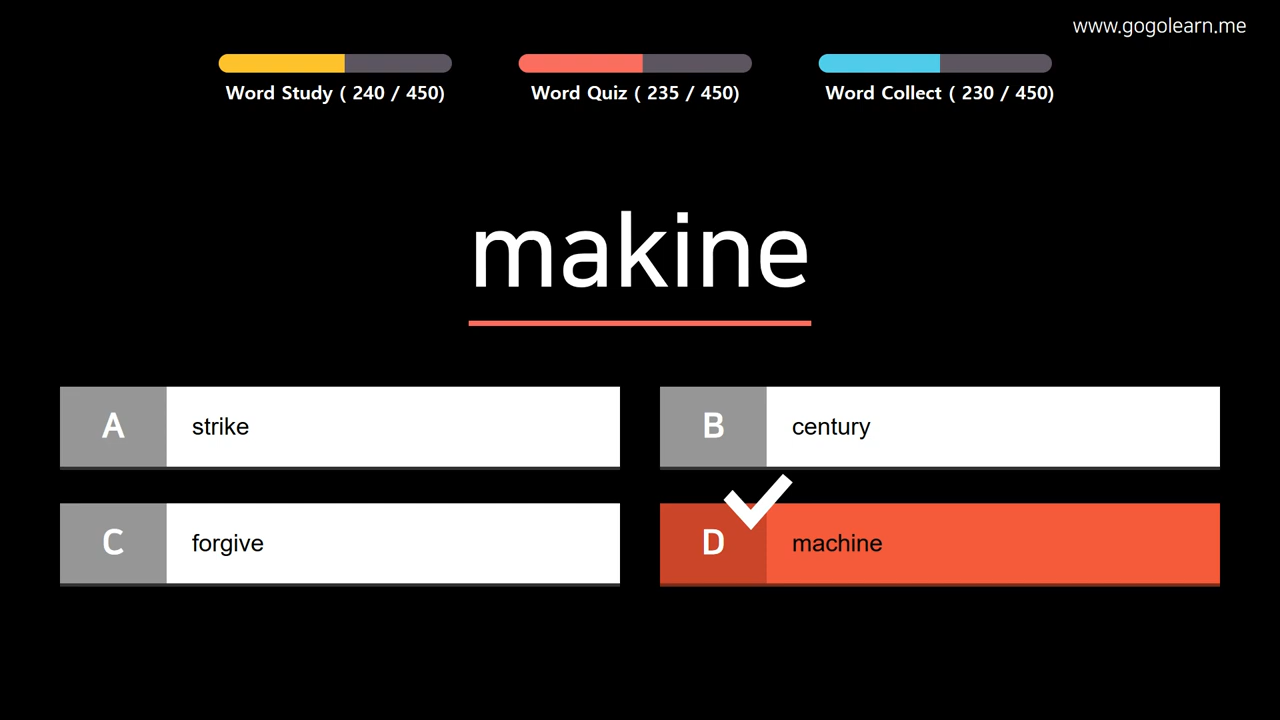 www.gogolearn.me
Word Study ( 240 / 450)
Word Quiz ( 235 / 450)
Word Collect ( 230 / 450)
makine
A strike
B century
C forgive
D machine